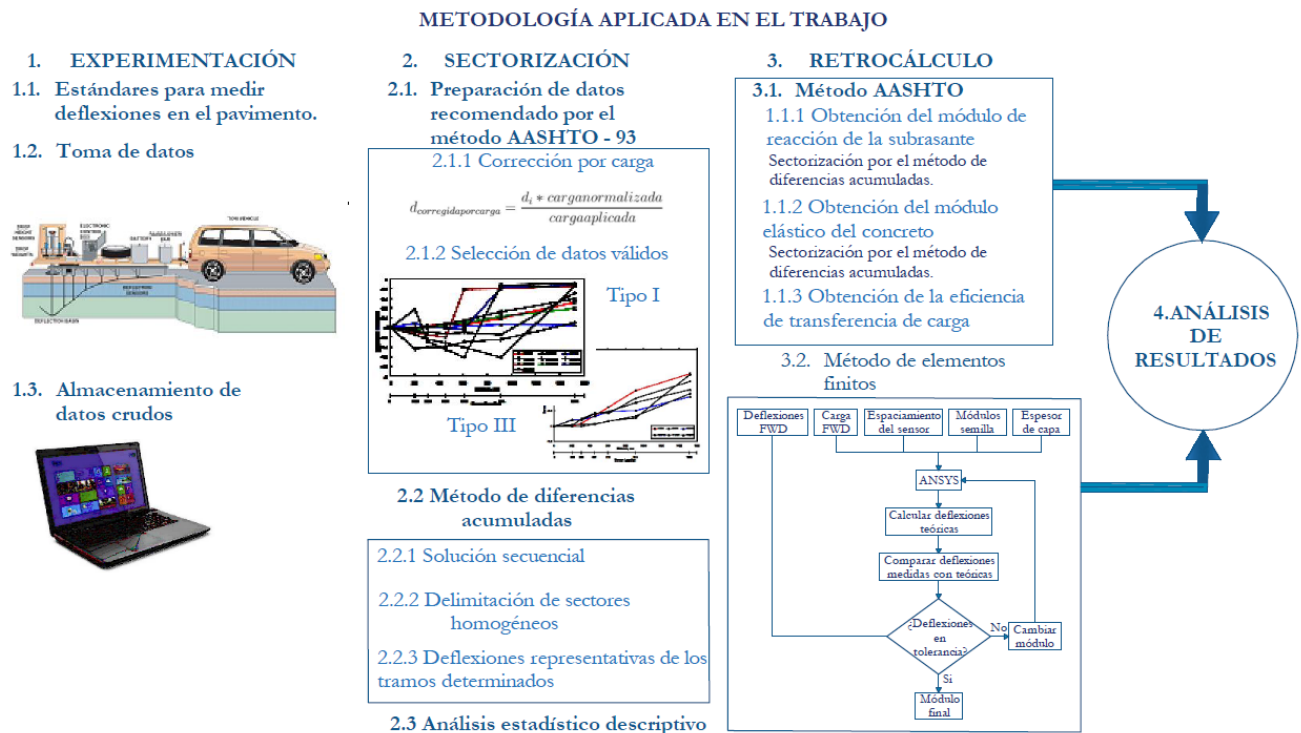 METODOLOGÍA APLICADA EN EL TRABAJO
1. EXPERIMENTACIÓN
1.1. Estándares para medir
deflexiones en el pavimento.
1.2. Toma de datos
TOW VEHICLE
BATTERY
DEFLECTION BASIN
1.3. Almacenamiento de
datos crudos
2. SECTORIZACIÓN
2.1. Preparación de datos
recomendado por el
método AASHTO - 93
2.1.1 Corrección por carga
d_corregidaporcarga = d_i * carganormalizada / cargaaplicada
2.1.2 Selección de datos válidos
Tipo I
Tipo III
2.2 Método de diferencias
acumuladas
2.2.1 Solución secuencial
2.2.2 Delimitación de sectores
homogéneos
2.2.3 Deflexiones representativas de los
tramos determinados
2.3 Análisis estadístico descriptivo
3. RETROCÁLCULO
3.1. Método AASHTO
1.1.1 Obtención del módulo de
reacción de la subrasante
Sectorización por el método de
diferencias acumuladas.
1.1.2 Obtención del módulo
elástico del concreto
Sectorización por el método de
diferencias acumuladas.
1.1.3 Obtención de la eficiencia
de transferencia de carga
3.2. Método de elementos
finitos
Deflexiones
FWD
Carga
FWD
Espaciamiento
del sensor
Módulos
semilla
Espesor
de capa
ANSYS
Calcular deflexiones
teóricas
Comparar deflexiones
medidas con teóricas
¿Deflexiones
en
tolerancia?
No
Cambiar
módulo
Si
Módulo
final
4.ANÁLISIS
DE
RESULTADOS